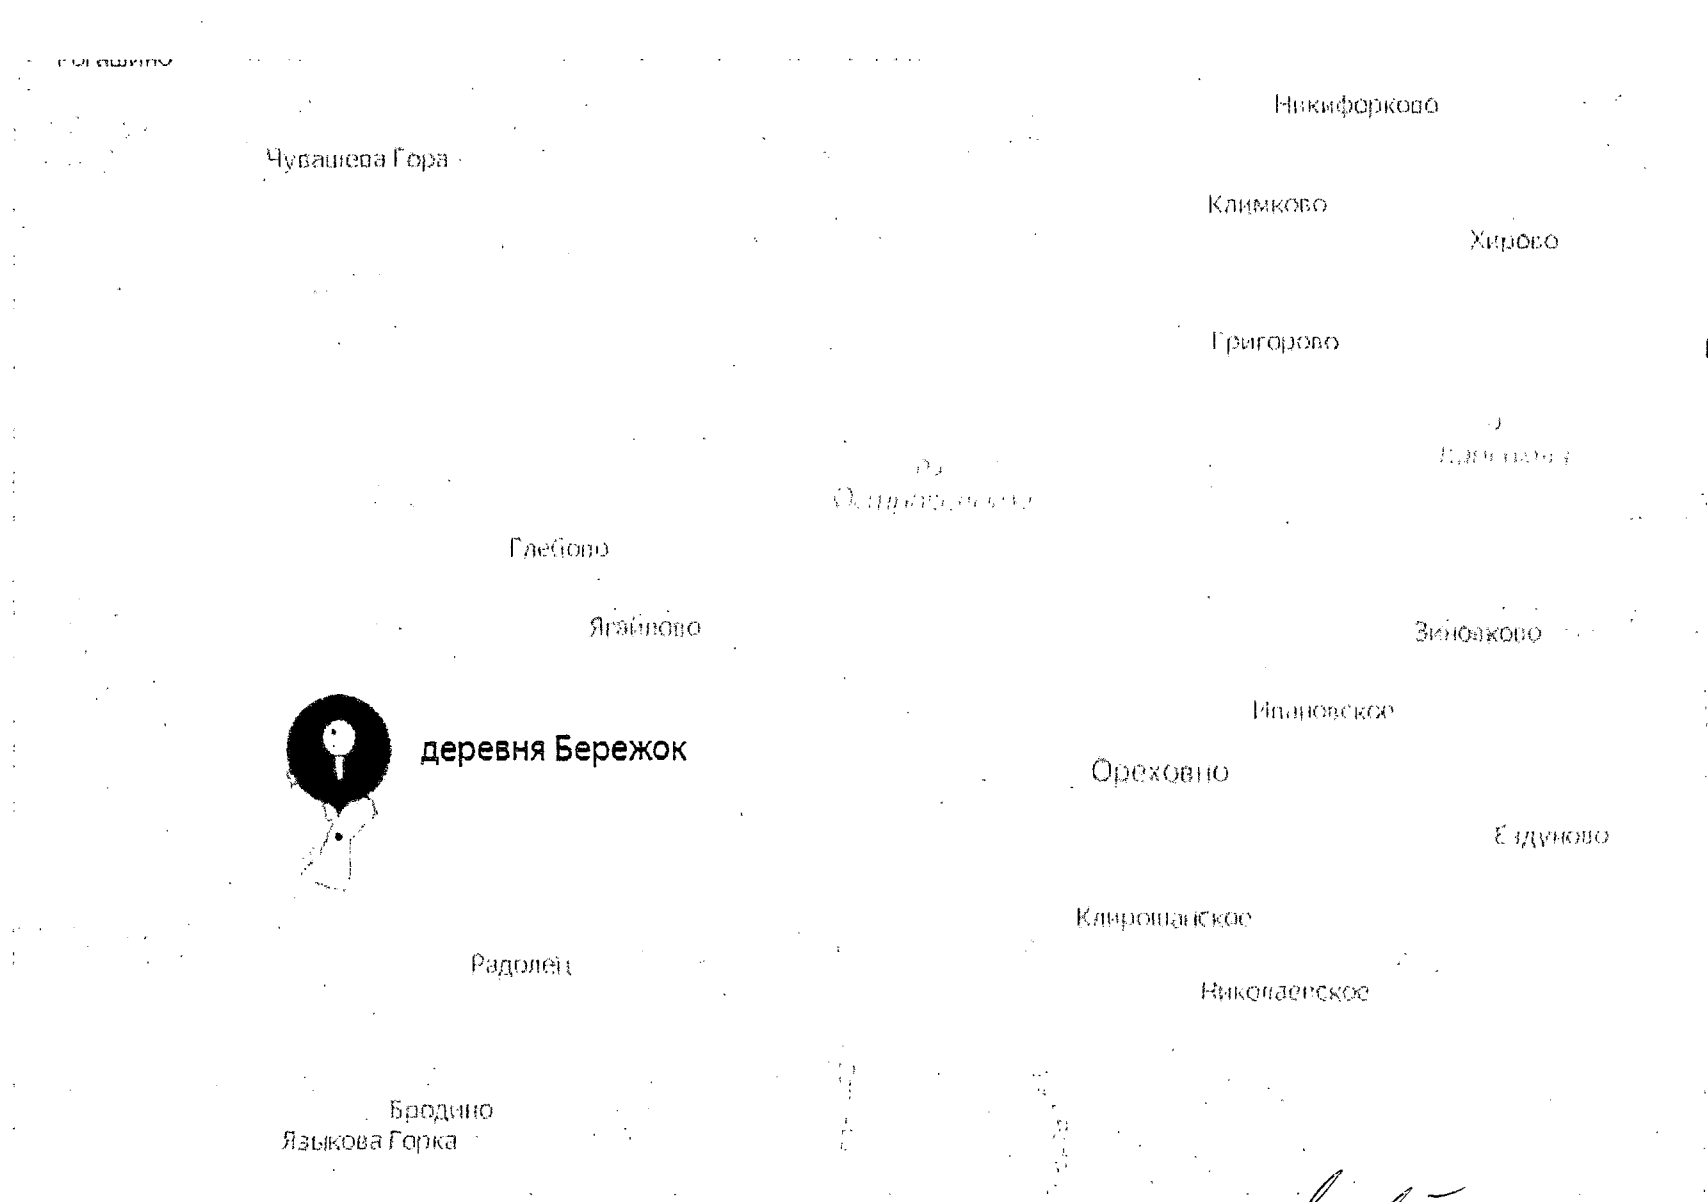 Рогашино
Никифорково
Чувашева Гора
Климково
Хирово
Григорово
Глебово
Ягайлово
Зиновково
Ивановское
деревня Бережок
Ореховно
Ездуново
Клирошанское
Радолец
Николаевское
Бродино
Языкова Горка